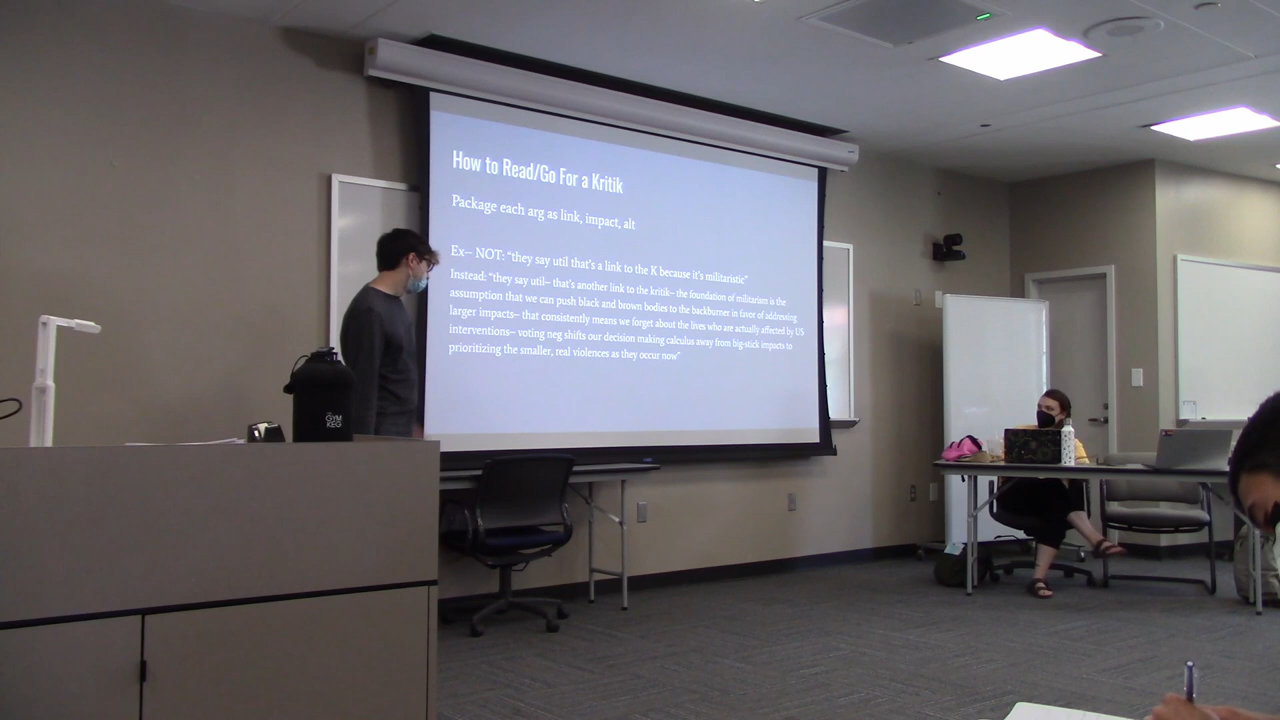 How to Read/Go For a Kritik
Package each arg as link, impact, alt
Ex-- NOT: “they say util that's a link to the K because it's militaristic”
Instead: “they say util– that's another link to the kritik– the foundation of militarism is the
assumption that we can push black and brown bodies to the backburner in favor of addressing
larger impacts– that consistently means we forget about the lives who are actually affected by US
interventions– voting neg shifts our decision making calculus away from big-stick impacts to
prioritizing the smaller, real violences as they occur now”
GYM
KEG